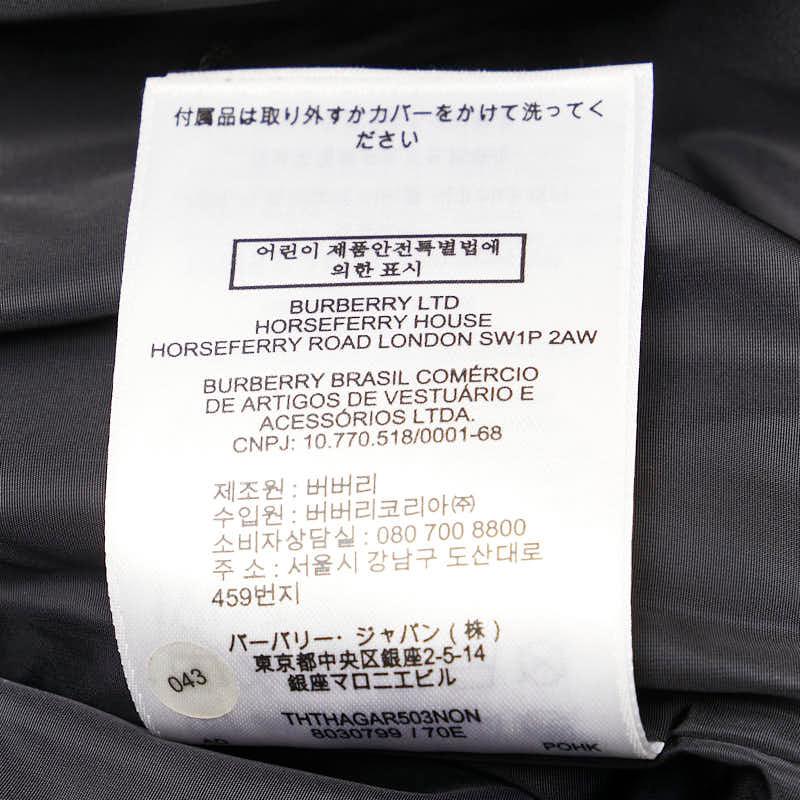 付属品は取り外すかカバーをかけて洗ってく
ださい
어린이 제품안전특별법에
의한 표시
BURBERRY LTD
HORSEFERRY HOUSE
HORSEFERRY ROAD LONDON SW1P 2AW
BURBERRY BRASIL COMÉRCIO
DE ARTIGOS DE VESTUÁRIO E
ACESSÓRIOS LTDA.
CNPJ: 10.770.518/0001-68
제조원 : 버버리
수입원 : 버버리코리아㈜
소비자상담실 : 080 700 8800
주 소 : 서울시 강남구 도산대로
459번지
バーバリー・ジャパン(株)
東京都中央区銀座2-5-14
銀座マロニエビル
043
THTHAGAR503NON
8030799 / 70E
POHK